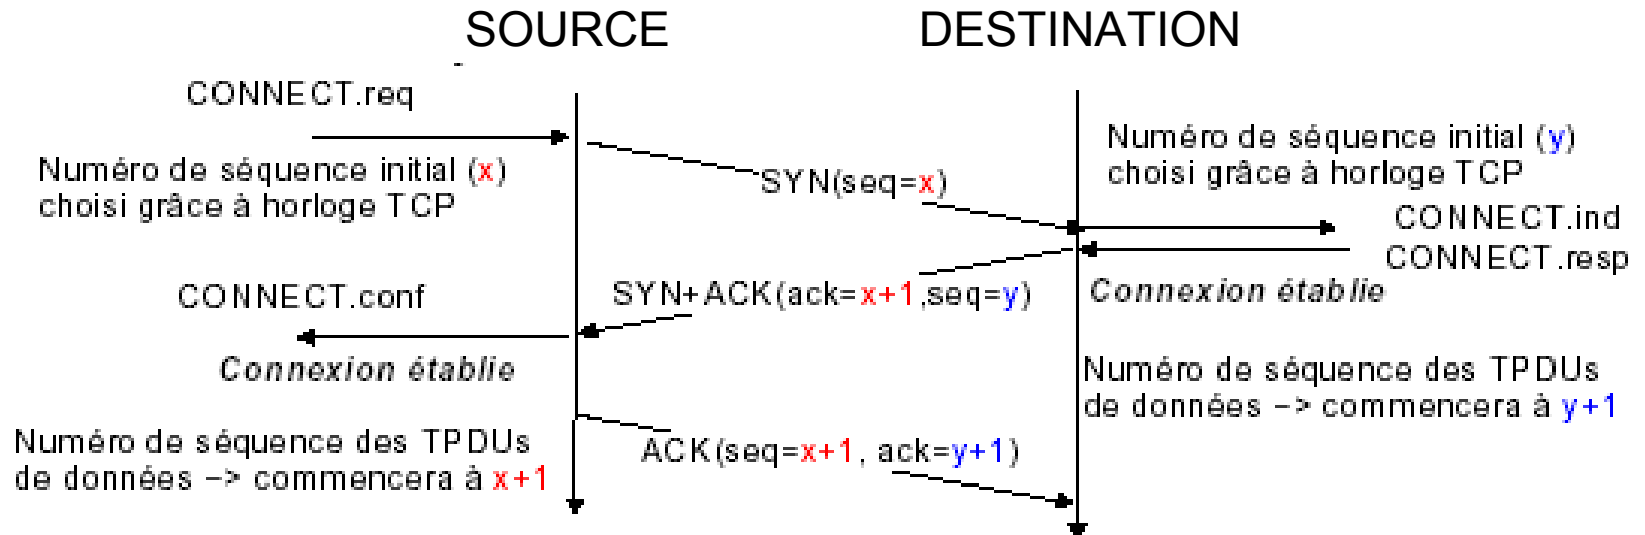 SOURCE
DESTINATION
CONNECT.req
Numéro de séquence initial (x)
choisi grâce à horloge TCP
SYN(seq=x)
Numéro de séquence initial (y)
choisi grâce à horloge TCP
CONNECT.ind
CONNECT.resp
CONNECT.conf
SYN+ACK(ack=x+1,seq=y)
Connexion établie
Connexion établie
Numéro de séquence des TPDUs
de données -> commencera à y+1
Numéro de séquence des TPDUs
de données -> commencera à x+1
ACK(seq=x+1, ack=y+1)